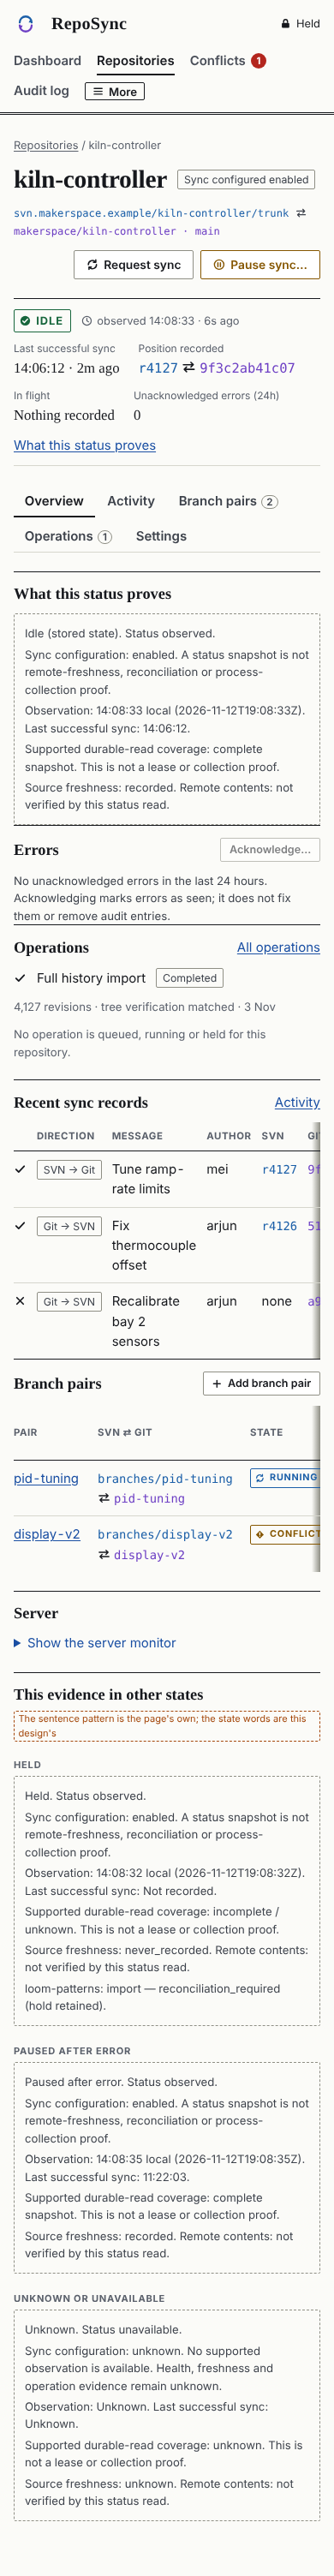 RepoSync
Held
Dashboard Repositories Conflicts 1
Audit log More
Repositories / kiln-controller
kiln-controller Sync configured enabled
svn.makerspace.example/kiln-controller/trunk ⇄
makerspace/kiln-controller · main
Request sync Pause sync...
IDLE observed 14:08:33 · 6s ago
Last successful sync Position recorded
14:06:12 · 2m ago r4127 ⇄ 9f3c2ab41c07
In flight Unacknowledged errors (24h)
Nothing recorded 0
What this status proves
Overview Activity Branch pairs 2
Operations 1 Settings
What this status proves
Idle (stored state). Status observed.
Sync configuration: enabled. A status snapshot is not
remote-freshness, reconciliation or process-
collection proof.
Observation: 14:08:33 local (2026-11-12T19:08:33Z).
Last successful sync: 14:06:12.
Supported durable-read coverage: complete
snapshot. This is not a lease or collection proof.
Source freshness: recorded. Remote contents: not
verified by this status read.
Errors Acknowledge...
No unacknowledged errors in the last 24 hours.
Acknowledging marks errors as seen; it does not fix
them or remove audit entries.
Operations All operations
Full history import Completed
4,127 revisions · tree verification matched · 3 Nov
No operation is queued, running or held for this
repository.
Recent sync records Activity
DIRECTION MESSAGE AUTHOR SVN
SVN → Git Tune ramp-
rate limits
mei r4127 9f
Git → SVN Fix
thermocouple
offset
arjun r4126 51
Git → SVN Recalibrate
bay 2
sensors
arjun none a9
Branch pairs + Add branch pair
PAIR SVN ⇄ GIT STATE
pid-tuning branches/pid-tuning
⇄ pid-tuning
RUNNING
display-v2 branches/display-v2
⇄ display-v2
CONFLICT
Server
Show the server monitor
This evidence in other states
The sentence pattern is the page's own; the state words are this
design's
HELD
Held. Status observed.
Sync configuration: enabled. A status snapshot is not
remote-freshness, reconciliation or process-
collection proof.
Observation: 14:08:32 local (2026-11-12T19:08:32Z).
Last successful sync: Not recorded.
Supported durable-read coverage: incomplete /
unknown. This is not a lease or collection proof.
Source freshness: never_recorded. Remote contents:
not verified by this status read.
loom-patterns: import — reconciliation_required
(hold retained).
PAUSED AFTER ERROR
Paused after error. Status observed.
Sync configuration: enabled. A status snapshot is not
remote-freshness, reconciliation or process-
collection proof.
Observation: 14:08:35 local (2026-11-12T19:08:35Z).
Last successful sync: 11:22:03.
Supported durable-read coverage: complete
snapshot. This is not a lease or collection proof.
Source freshness: recorded. Remote contents: not
verified by this status read.
UNKNOWN OR UNAVAILABLE
Unknown. Status unavailable.
Sync configuration: unknown. No supported
observation is available. Health, freshness and
operation evidence remain unknown.
Observation: Unknown. Last successful sync:
Unknown.
Supported durable-read coverage: unknown. This is
not a lease or collection proof.
Source freshness: unknown. Remote contents: not
verified by this status read.